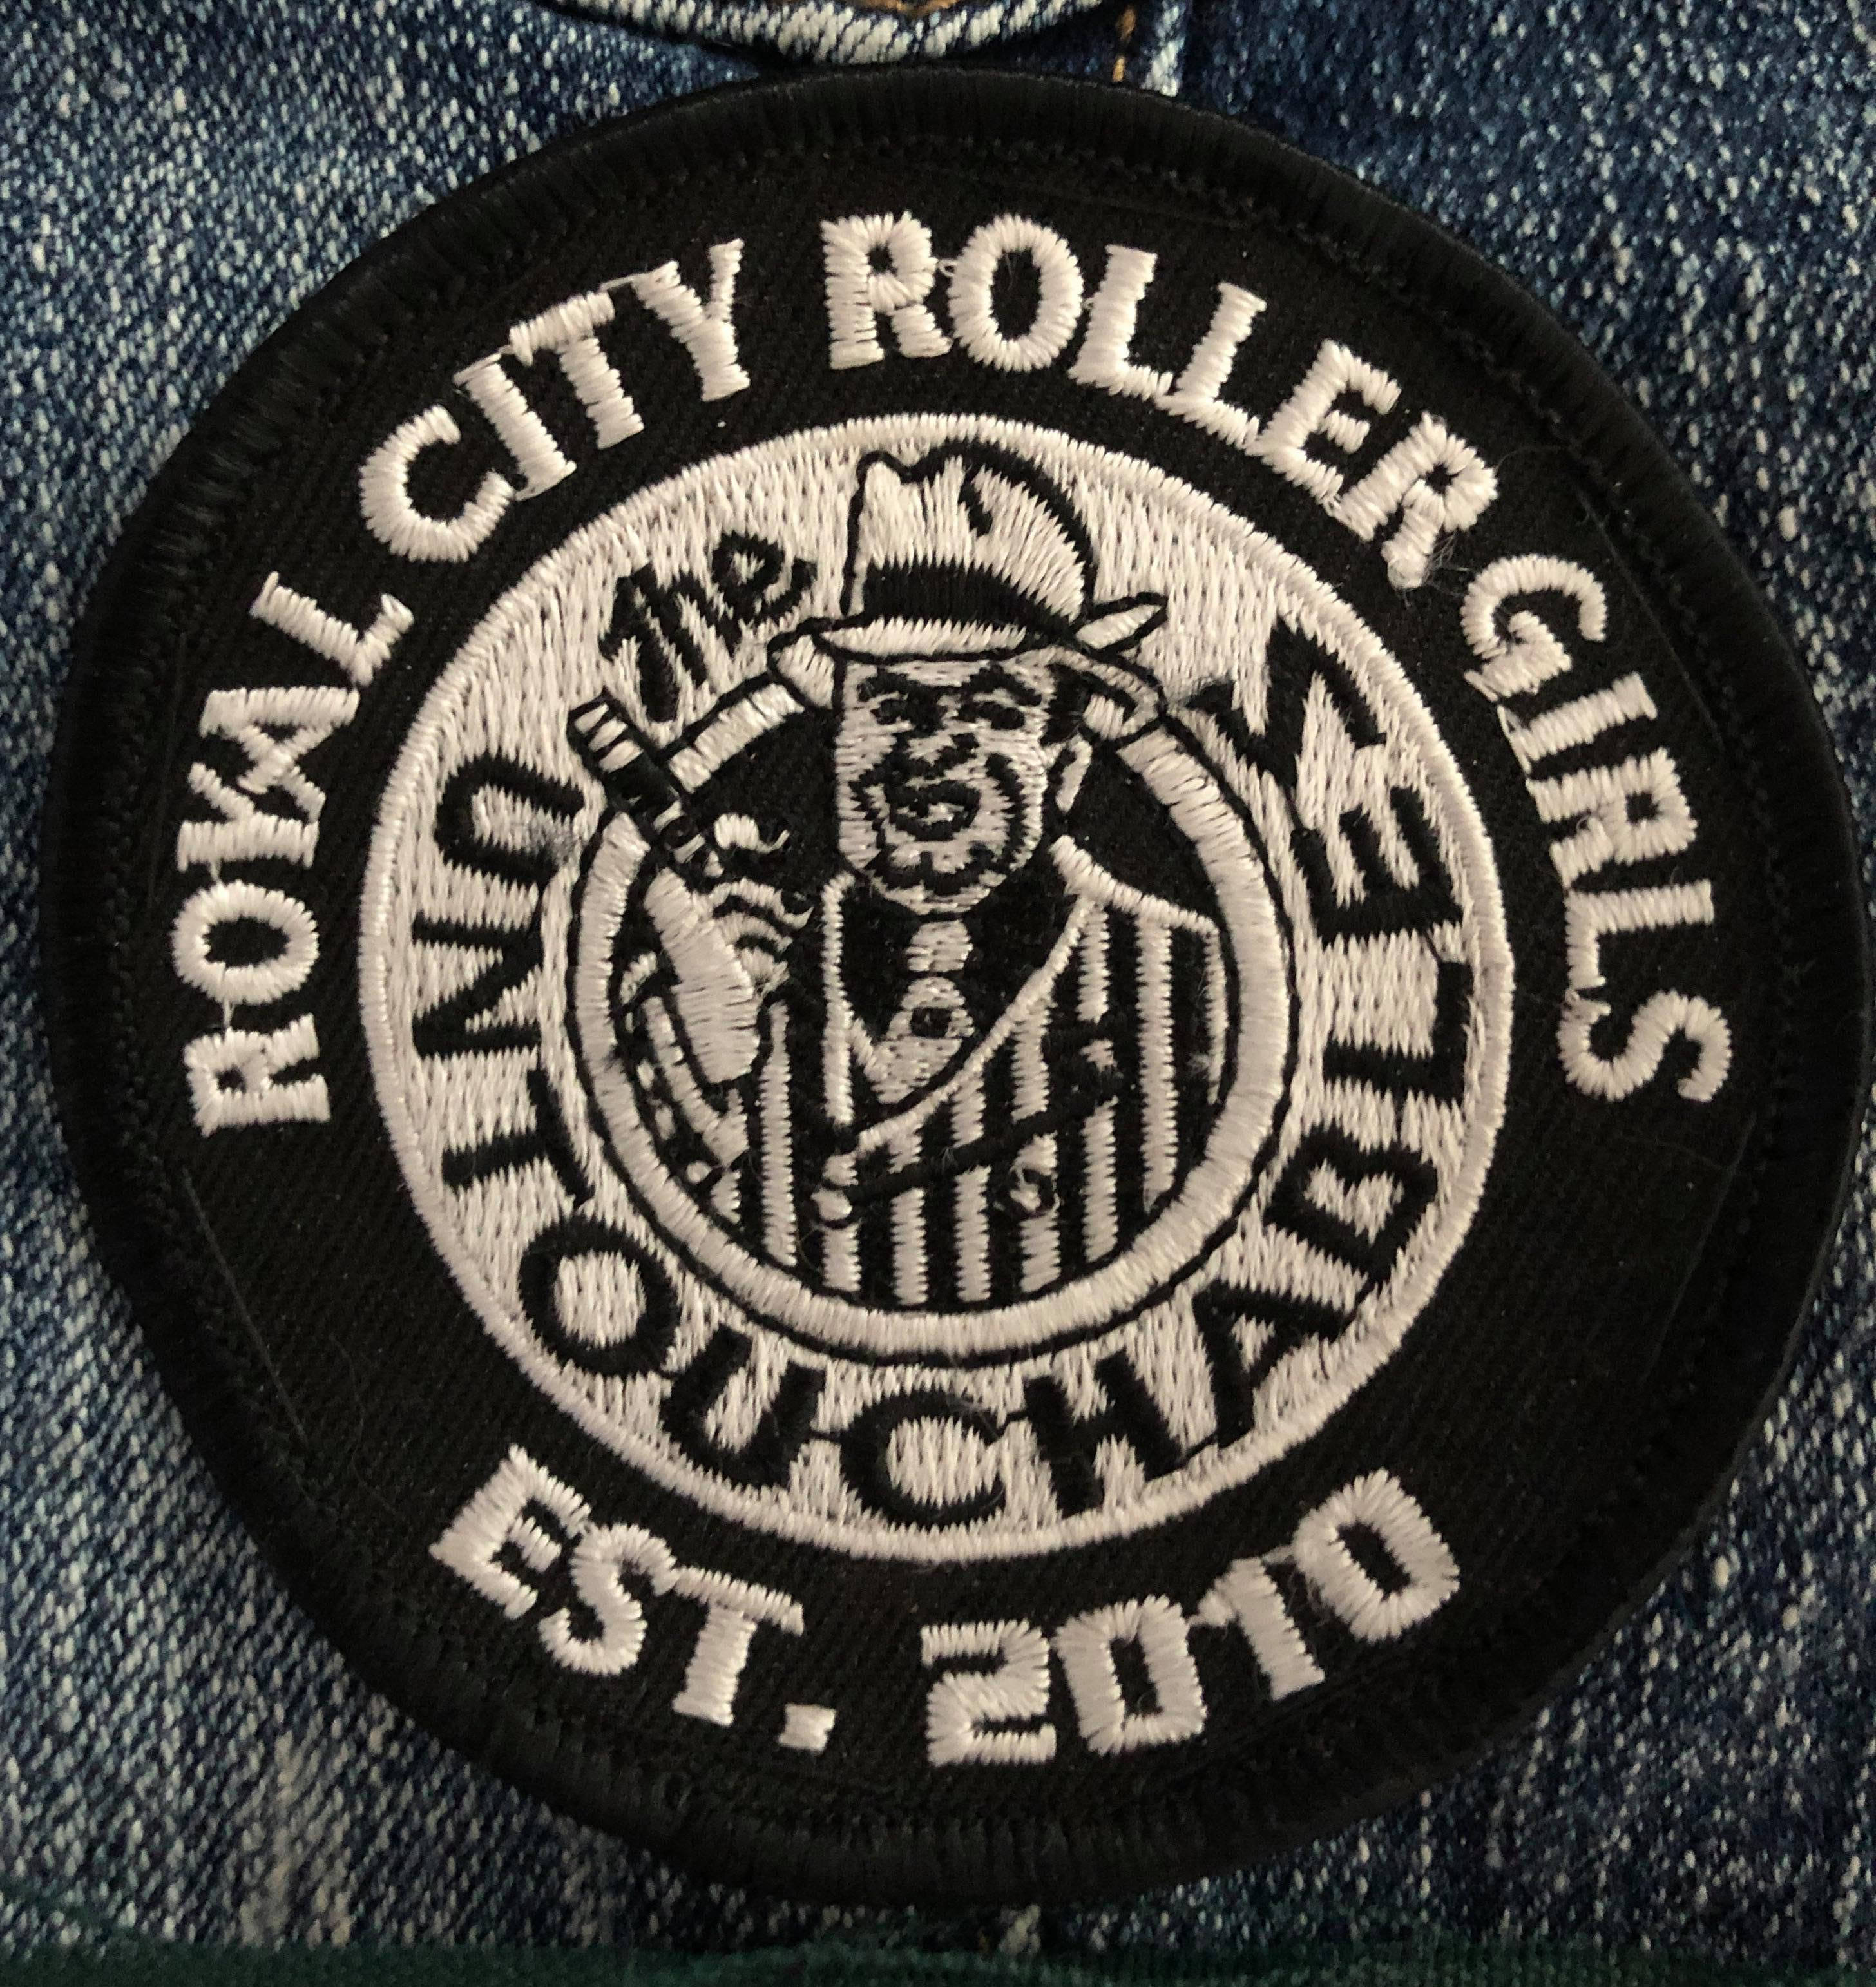 ROYAL CITY ROLLER GIRLS
The
UNTOUCHABLES
EST. 2010